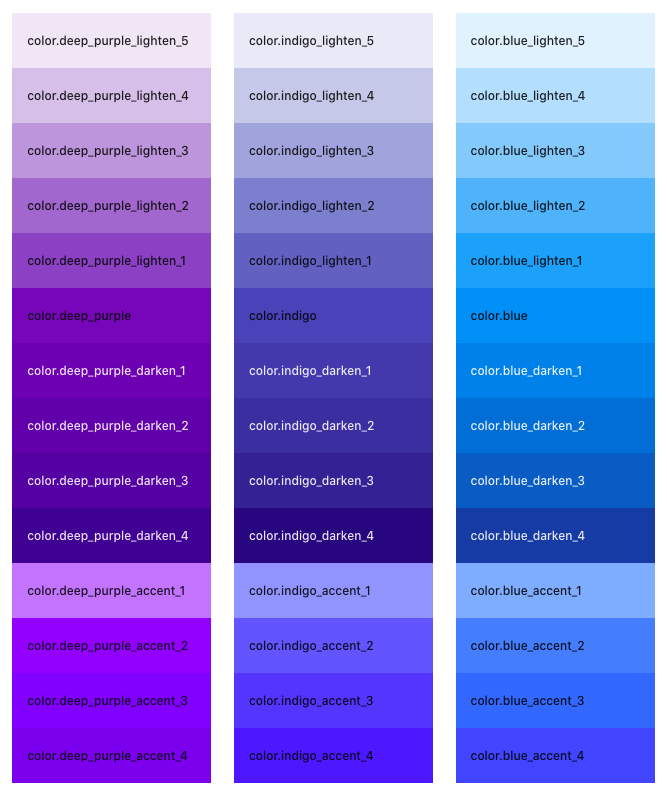 color.deep_purple_lighten_5
color.deep_purple_lighten_4
color.deep_purple_lighten_3
color.deep_purple_lighten_2
color.deep_purple_lighten_1
color.deep_purple
color.deep_purple_darken_1
color.deep_purple_darken_2
color.deep_purple_darken_3
color.deep_purple_darken_4
color.deep_purple_accent_1
color.deep_purple_accent_2
color.deep_purple_accent_3
color.deep_purple_accent_4
color.indigo_lighten_5
color.indigo_lighten_4
color.indigo_lighten_3
color.indigo_lighten_2
color.indigo_lighten_1
color.indigo
color.indigo_darken_1
color.indigo_darken_2
color.indigo_darken_3
color.indigo_darken_4
color.indigo_accent_1
color.indigo_accent_2
color.indigo_accent_3
color.indigo_accent_4
color.blue_lighten_5
color.blue_lighten_4
color.blue_lighten_3
color.blue_lighten_2
color.blue_lighten_1
color.blue
color.blue_darken_1
color.blue_darken_2
color.blue_darken_3
color.blue_darken_4
color.blue_accent_1
color.blue_accent_2
color.blue_accent_3
color.blue_accent_4